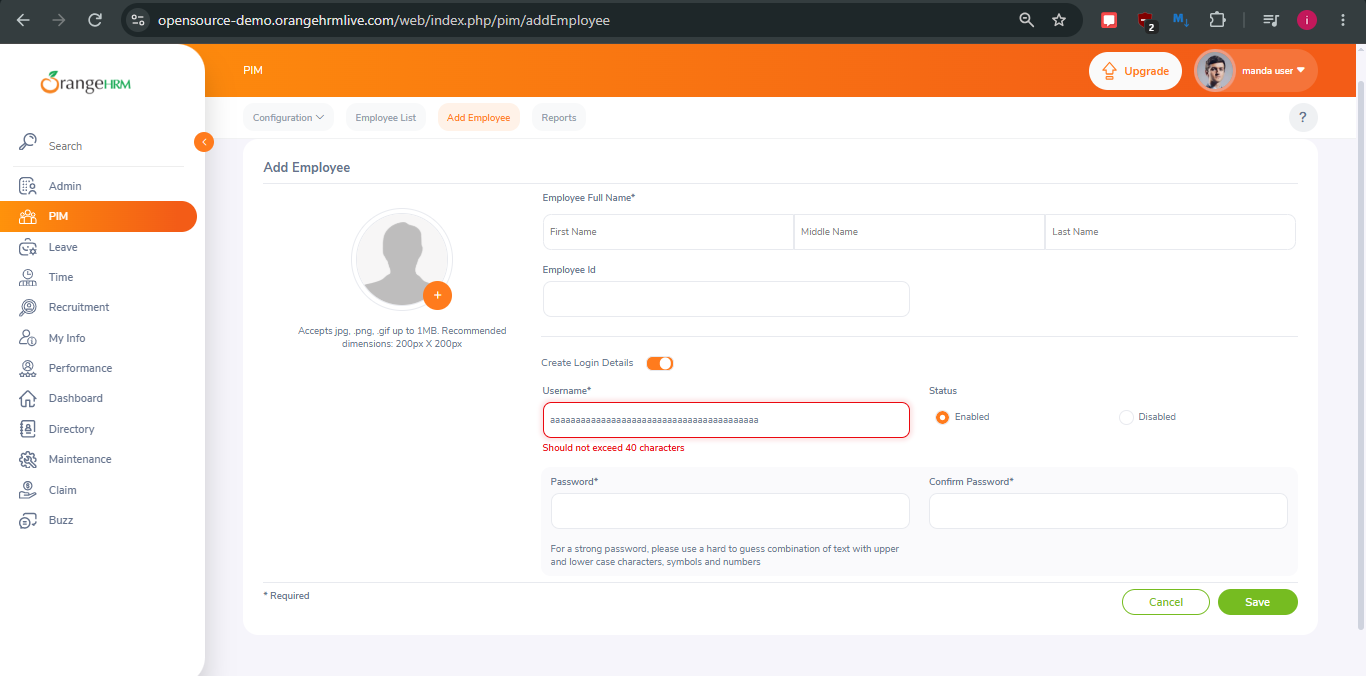 opensource-demo.orangehrmlive.com/web/index.php/pim/addEmployee
2
M
i
OrangeHRM
PIM
Upgrade
manda user
Configuration
Employee List
Add Employee
Reports
?
Search
Admin
PIM
Leave
Time
Recruitment
My Info
Performance
Dashboard
Directory
Maintenance
Claim
Buzz
Add Employee
Accepts jpg, .png, .gif up to 1MB. Recommended
dimensions: 200px X 200px
Employee Full Name*
First Name
Middle Name
Last Name
Employee Id
Create Login Details
Username*
Status
Enabled
Disabled
Should not exceed 40 characters
Password*
Confirm Password*
For a strong password, please use a hard to guess combination of text with upper
and lower case characters, symbols and numbers
* Required
Cancel
Save